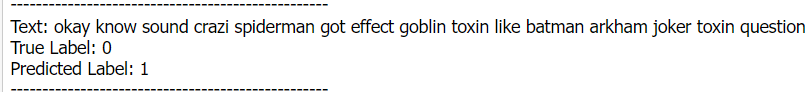 --------------------------------------------------
Text: okay know sound crazi spiderman got effect goblin toxin like batman arkham joker toxin question
True Label: 0
Predicted Label: 1
--------------------------------------------------